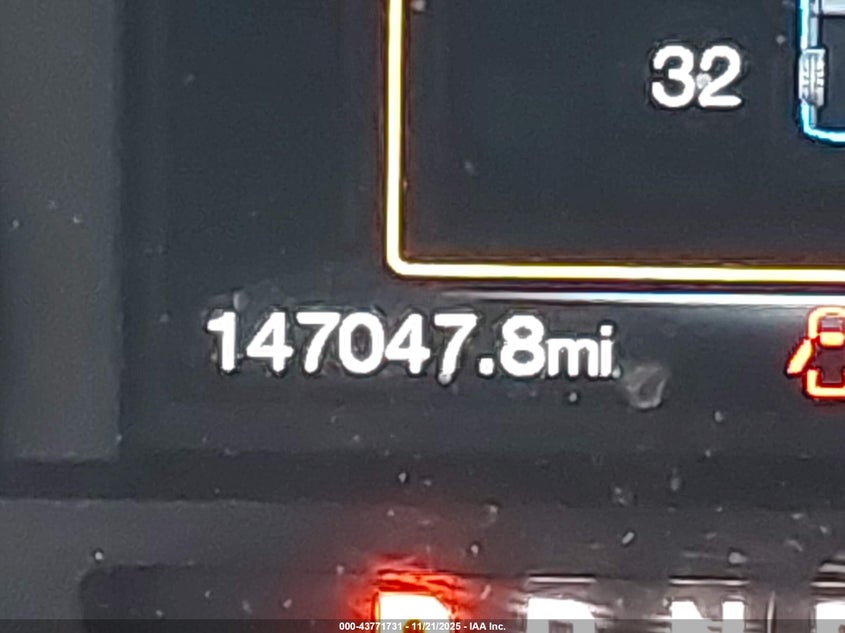 32
147047.8mi
000-43771731 - 11/21/2025 - IAA Inc.